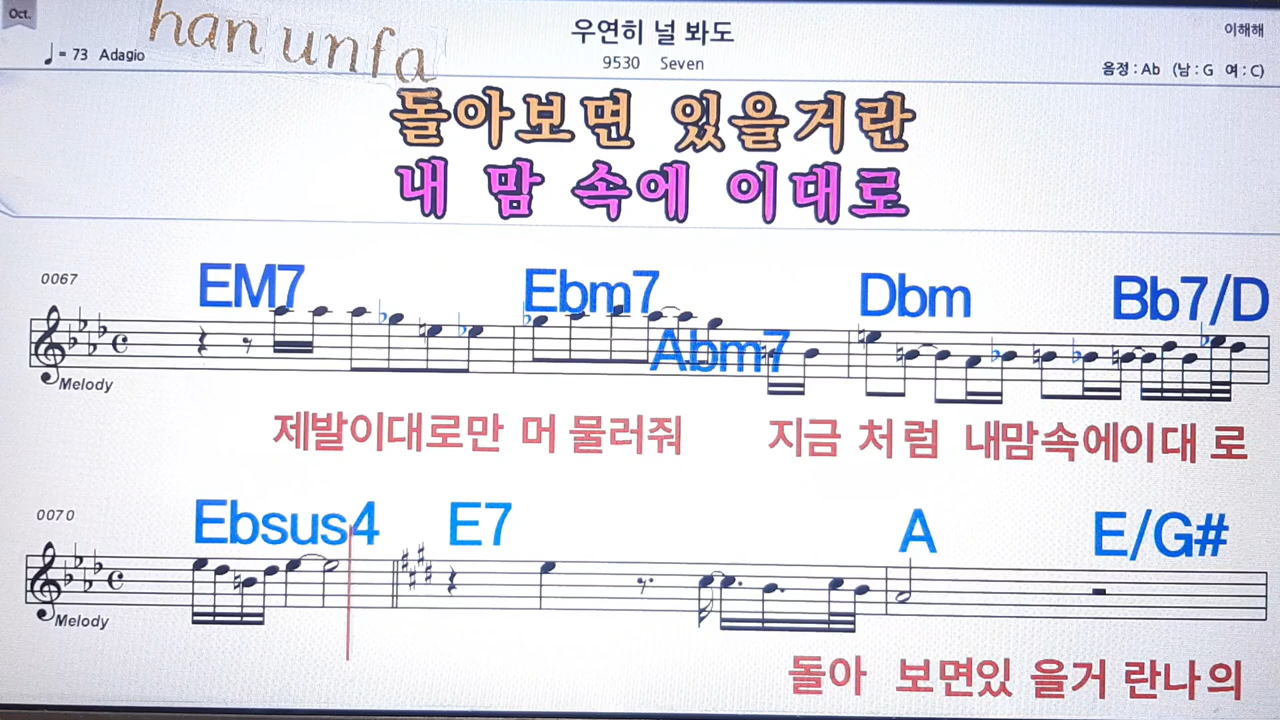 Oct.
han unfa
우연히 널 봐도
이해해
♩= 73 Adagio
9530 Seven
음정 : Ab (남 : G 여 : C)
돌아보면 있을거란
내 맘 속에 이대로
0067
EM7 Ebm7 Abm7 Dbm Bb7/D
Melody
제발이대로만 머 물러줘 지금 처 럼 내맘속에이대 로
0070
Ebsus4 E7 A E/G#
Melody
돌아 보면있 을거 란나의